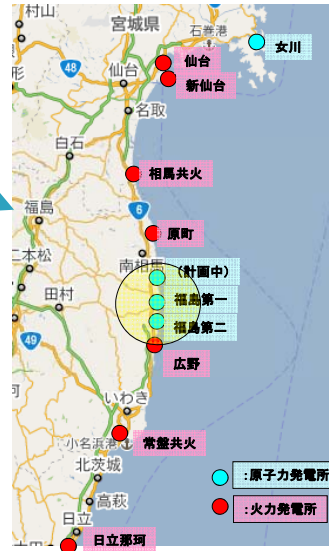 村山
宮城県
石巻港
女川
形
48
仙台
仙台
新仙台
名取
白石
相馬共火
6
福島
原町
南相馬
二本松
(計画中)
田村
福島第一
福島第二
49
広野
いわき
常盤共火
小名浜港
北茨城
:原子力発電所
高萩
:火力発電所
日立
日立那珂